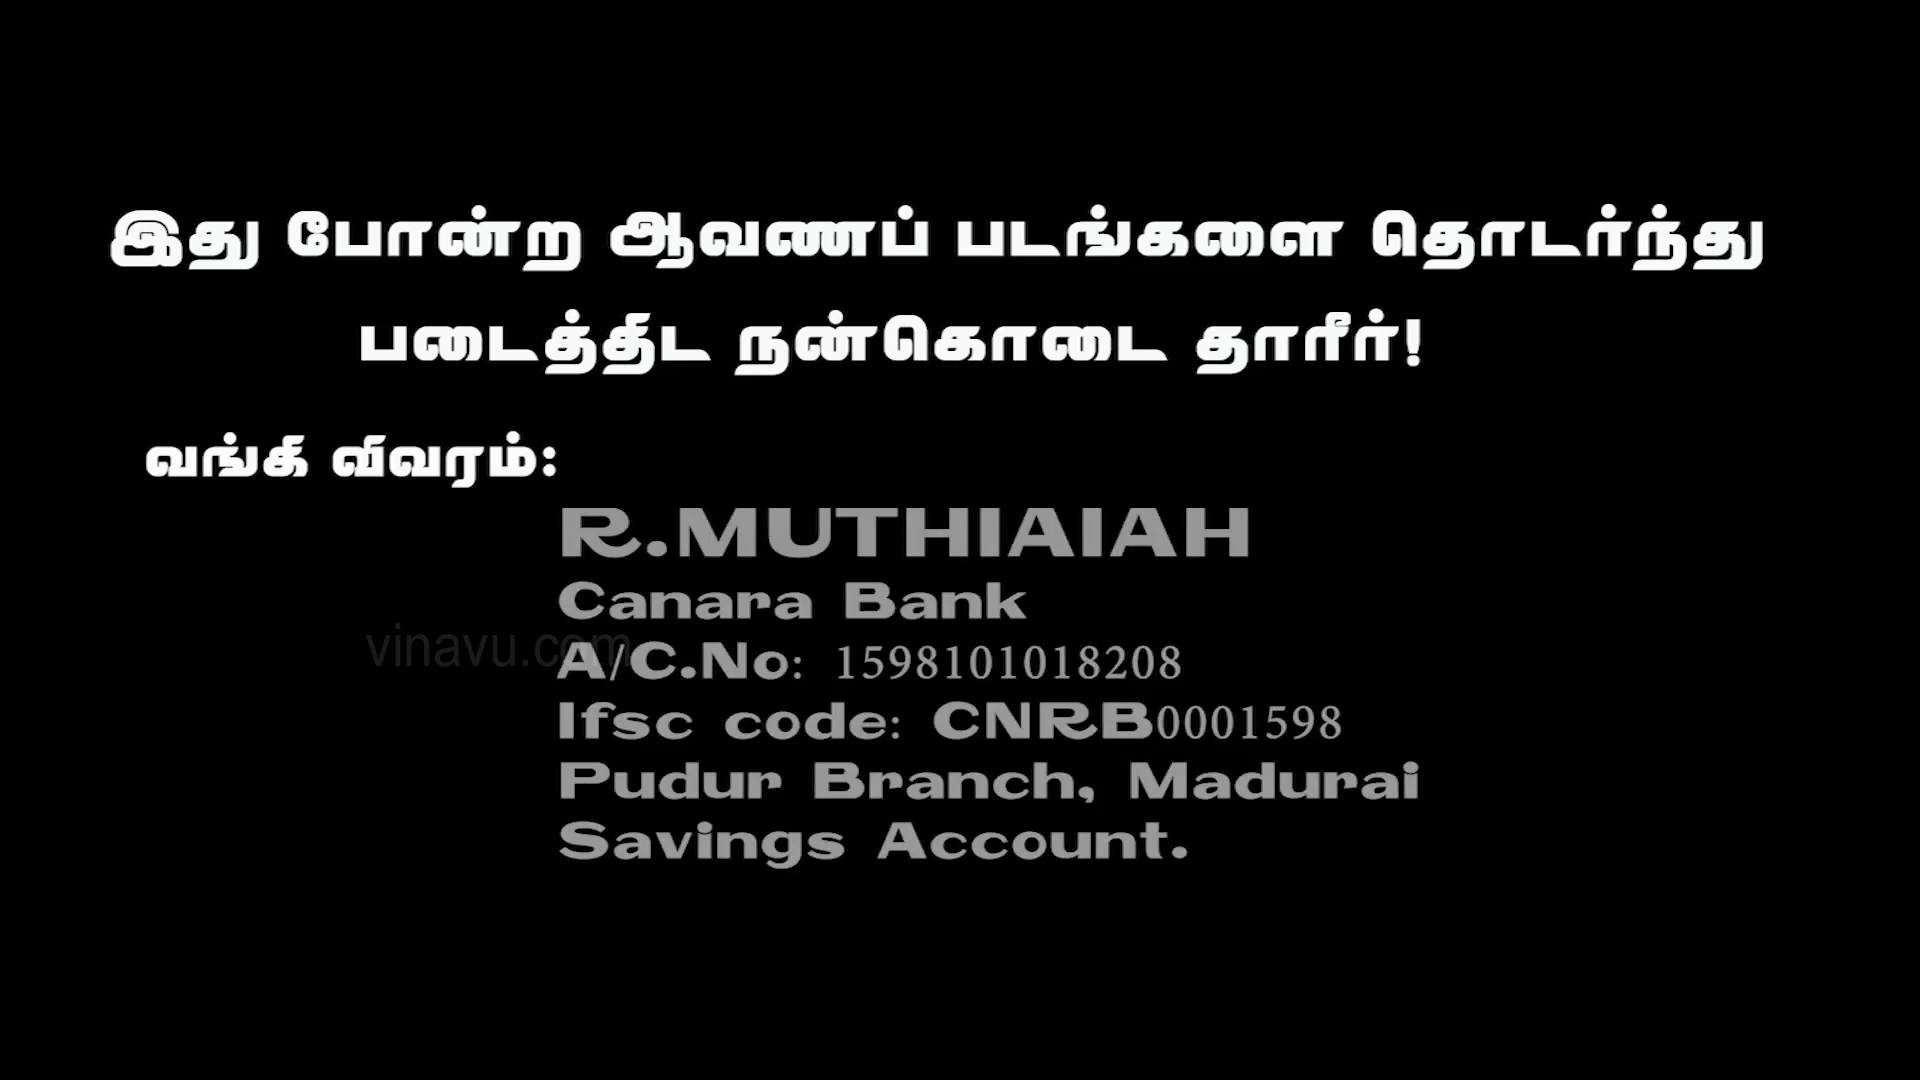 இது போன்ற ஆவணப் படங்களை தொடர்ந்து
படைத்திட நன்கொடை தாரீர்!
வங்கி விவரம்:
R.MUTHIAIAH
Canara Bank
vinavu.com
A/C.No: 1598101018208
Ifsc code: CNRB0001598
Pudur Branch, Madurai
Savings Account.